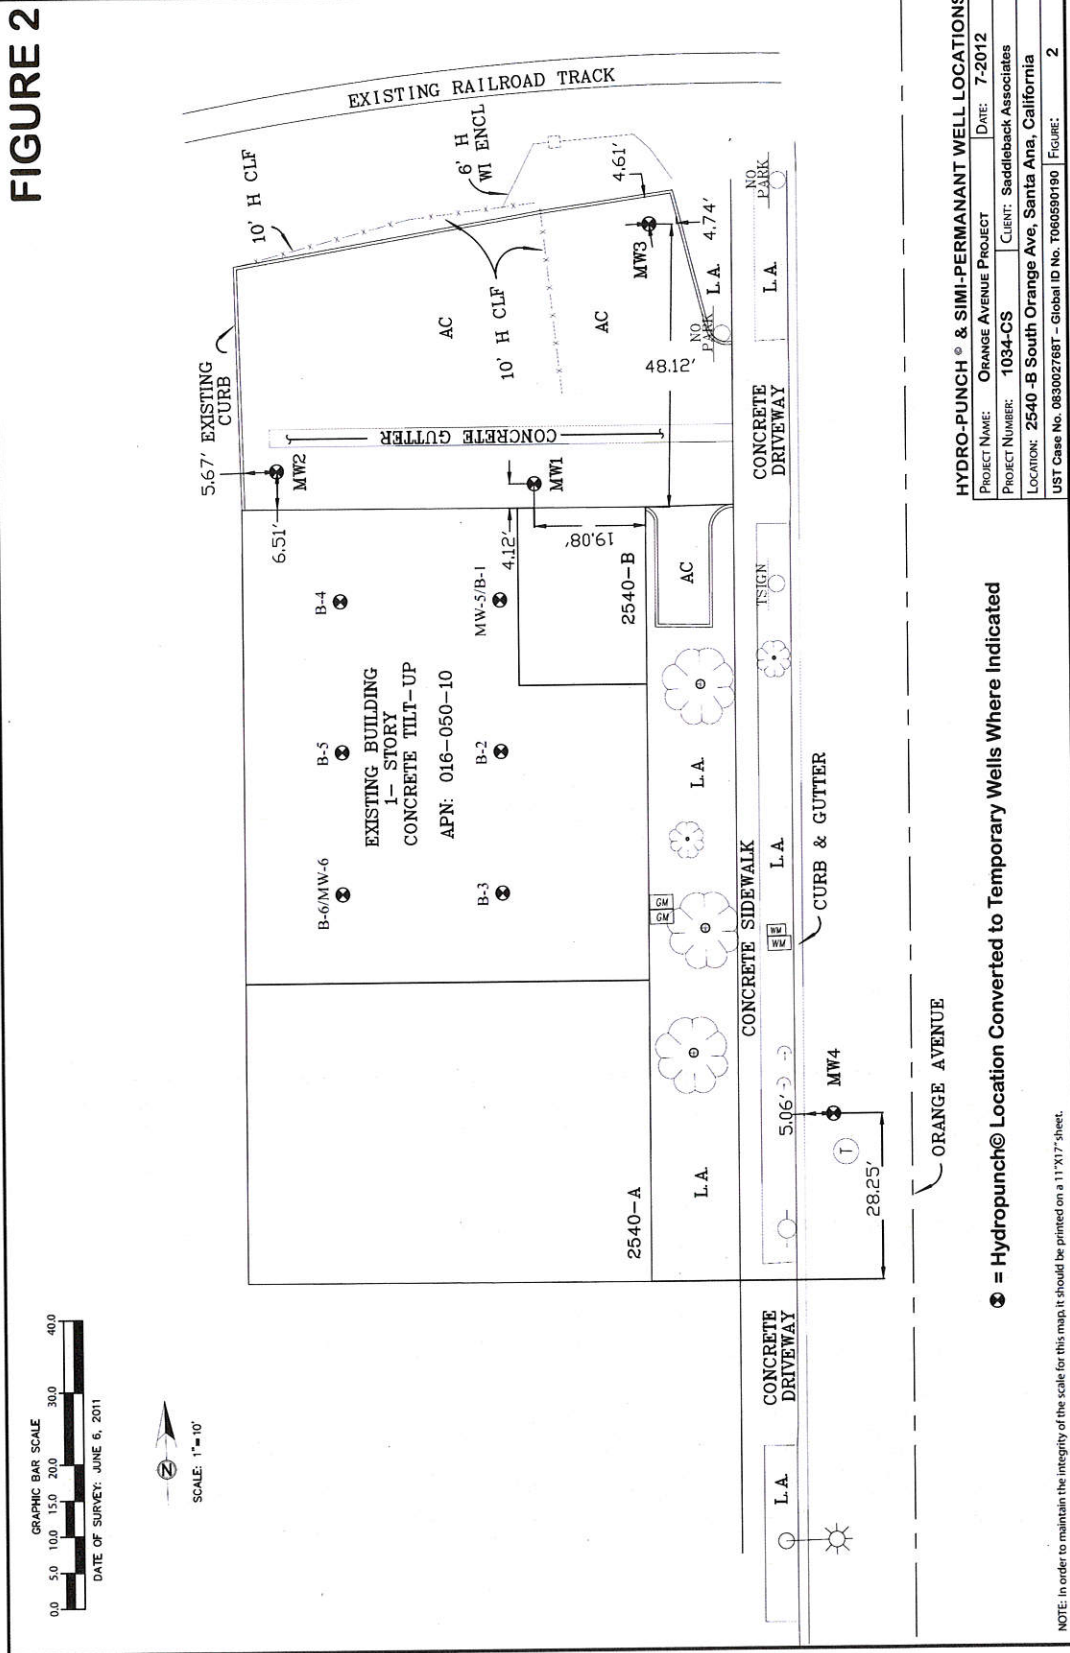 FIGURE 2
GRAPHIC BAR SCALE
0.0 5.0 10.0 15.0 20.0 30.0 40.0
DATE OF SURVEY: JUNE 6, 2011
N
SCALE: 1"=10'
EXISTING RAILROAD TRACK
10' H CLF
6' H
WI ENCL
5.67' EXISTING
CURB
AC
10' H CLF
AC
4.61'
MW3
4.74'
NO
PARK
L.A.
L.A.
NO
PARK
48.12'
CONCRETE GUTTER
MW2
6.51'
MW1
4.12'
19.08'
CONCRETE
DRIVEWAY
B-4
MW-5/B-1
2540-B
AC
TSIGN
EXISTING BUILDING
1- STORY
CONCRETE TILT-UP
APN: 016-050-10
B-5
B-2
B-6/MW-6
B-3
L.A.
GM
GM
CONCRETE SIDEWALK
L.A.
WM
WM
CURB & GUTTER
2540-A
L.A.
5.06'
MW4
T
28.25'
ORANGE AVENUE
CONCRETE
DRIVEWAY
L.A.
= Hydropunch© Location Converted to Temporary Wells Where Indicated
NOTE: In order to maintain the integrity of the scale for this map, it should be printed on a 11"X17" sheet.
HYDRO-PUNCH © & SIMI-PERMANANT WELL LOCATIONS
PROJECT NAME: ORANGE AVENUE PROJECT DATE: 7-2012
PROJECT NUMBER: 1034-CS CLIENT: Saddleback Associates
LOCATION: 2540 -B South Orange Ave, Santa Ana, California
UST Case No. 083002768T – Global ID No. T060590190 FIGURE: 2